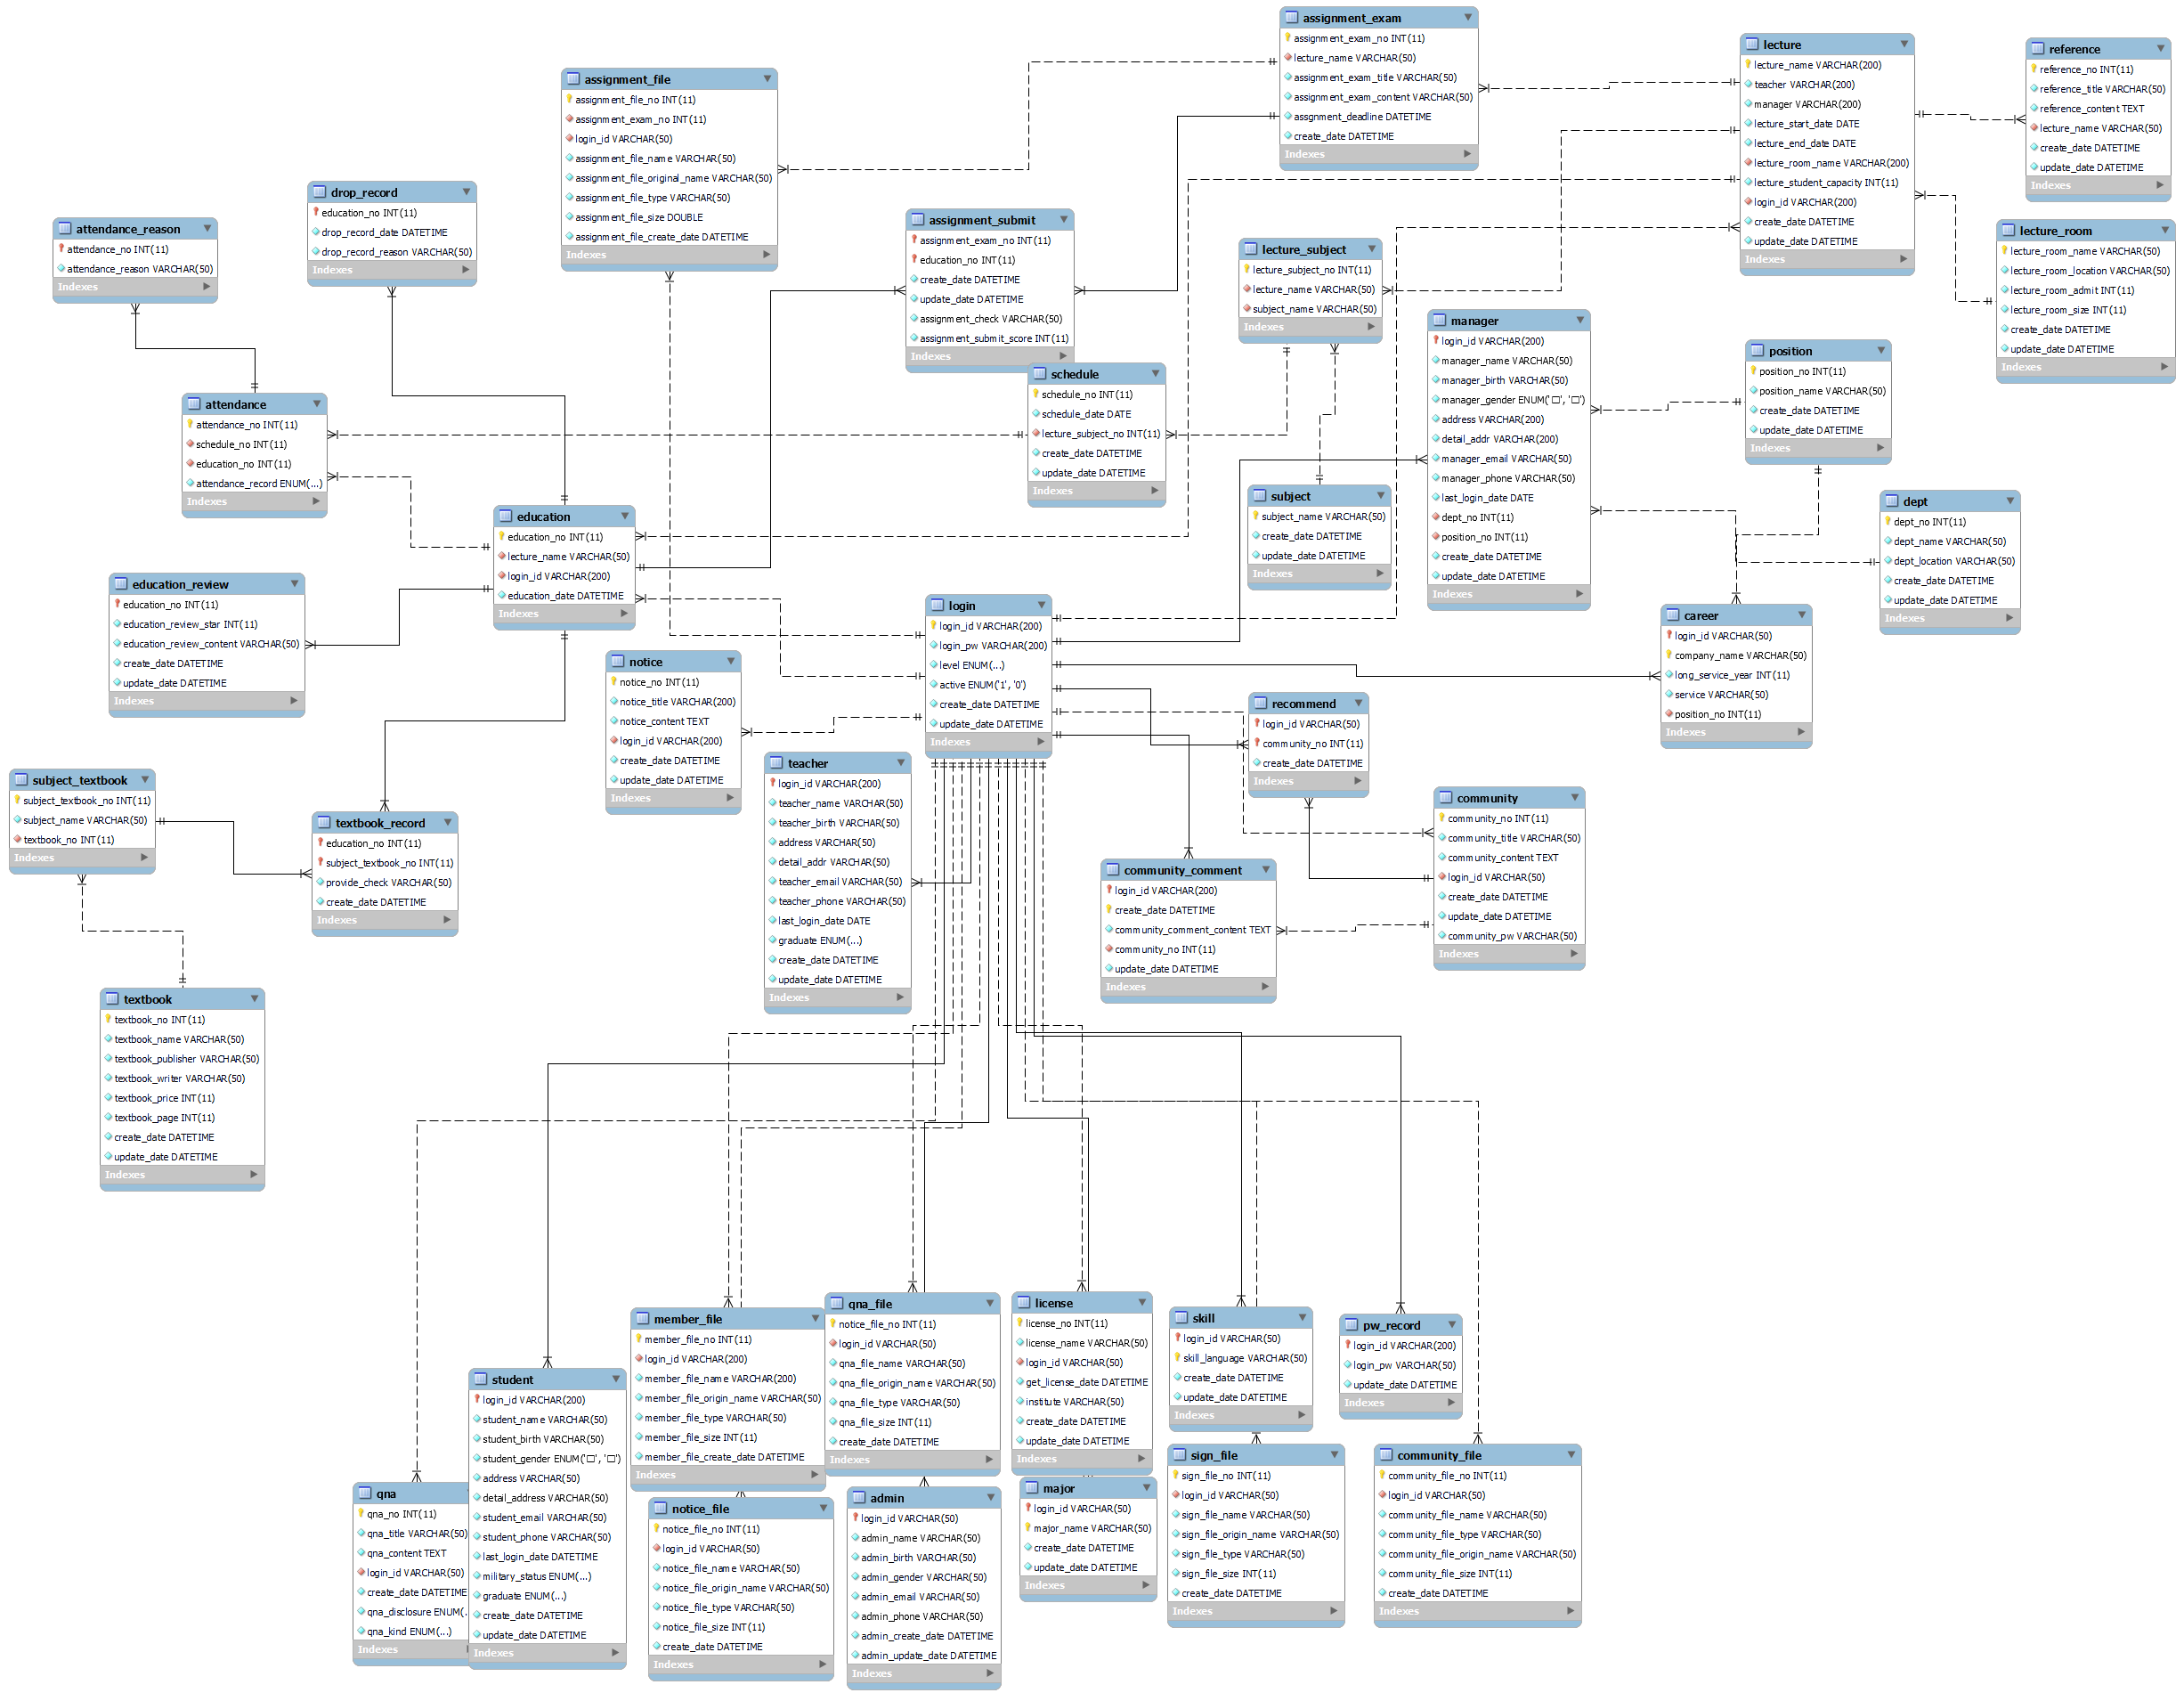 assignment_exam
assignment_exam_no INT(11)
lecture_name VARCHAR(50)
assignment_exam_title VARCHAR(50)
assignment_exam_content VARCHAR(50)
assgnment_deadline DATETIME
create_date DATETIME
Indexes
lecture
lecture_name VARCHAR(200)
teacher VARCHAR(200)
manager VARCHAR(200)
lecture_start_date DATE
lecture_end_date DATE
lecture_room_name VARCHAR(200)
lecture_student_capacity INT(11)
login_id VARCHAR(200)
create_date DATETIME
update_date DATETIME
Indexes
reference
reference_no INT(11)
reference_title VARCHAR(50)
reference_content TEXT
lecture_name VARCHAR(50)
create_date DATETIME
update_date DATETIME
Indexes
assignment_file
assignment_file_no INT(11)
assignment_exam_no INT(11)
login_id VARCHAR(50)
assignment_file_name VARCHAR(50)
assignment_file_original_name VARCHAR(50)
assignment_file_type VARCHAR(50)
assignment_file_size DOUBLE
assignment_file_create_date DATETIME
Indexes
drop_record
education_no INT(11)
drop_record_date DATETIME
drop_record_reason VARCHAR(50)
Indexes
attendance_reason
attendance_no INT(11)
attendance_reason VARCHAR(50)
Indexes
assignment_submit
assignment_exam_no INT(11)
education_no INT(11)
create_date DATETIME
update_date DATETIME
assignment_check VARCHAR(50)
assignment_submit_score INT(11)
Indexes
lecture_subject
lecture_subject_no INT(11)
lecture_name VARCHAR(50)
subject_name VARCHAR(50)
Indexes
lecture_room
lecture_room_name VARCHAR(50)
lecture_room_location VARCHAR(50)
lecture_room_admit INT(11)
lecture_room_size INT(11)
create_date DATETIME
update_date DATETIME
Indexes
manager
login_id VARCHAR(200)
manager_name VARCHAR(50)
manager_birth VARCHAR(50)
manager_gender ENUM('□', '□')
address VARCHAR(200)
detail_addr VARCHAR(200)
manager_email VARCHAR(50)
manager_phone VARCHAR(50)
last_login_date DATE
dept_no INT(11)
position_no INT(11)
create_date DATETIME
update_date DATETIME
Indexes
position
position_no INT(11)
position_name VARCHAR(50)
create_date DATETIME
update_date DATETIME
Indexes
schedule
schedule_no INT(11)
schedule_date DATE
lecture_subject_no INT(11)
create_date DATETIME
update_date DATETIME
Indexes
attendance
attendance_no INT(11)
schedule_no INT(11)
education_no INT(11)
attendance_record ENUM(...)
Indexes
subject
subject_name VARCHAR(50)
create_date DATETIME
update_date DATETIME
Indexes
dept
dept_no INT(11)
dept_name VARCHAR(50)
dept_location VARCHAR(50)
create_date DATETIME
update_date DATETIME
Indexes
education
education_no INT(11)
lecture_name VARCHAR(50)
login_id VARCHAR(200)
education_date DATETIME
Indexes
education_review
education_no INT(11)
education_review_star INT(11)
education_review_content VARCHAR(50)
create_date DATETIME
update_date DATETIME
Indexes
login
login_id VARCHAR(200)
login_pw VARCHAR(200)
level ENUM(...)
active ENUM('1', '0')
create_date DATETIME
update_date DATETIME
Indexes
career
login_id VARCHAR(50)
company_name VARCHAR(50)
long_service_year INT(11)
service VARCHAR(50)
position_no INT(11)
Indexes
notice
notice_no INT(11)
notice_title VARCHAR(200)
notice_content TEXT
login_id VARCHAR(200)
create_date DATETIME
update_date DATETIME
Indexes
recommend
login_id VARCHAR(50)
community_no INT(11)
create_date DATETIME
Indexes
teacher
login_id VARCHAR(200)
teacher_name VARCHAR(50)
teacher_birth VARCHAR(50)
address VARCHAR(50)
detail_addr VARCHAR(50)
teacher_email VARCHAR(50)
teacher_phone VARCHAR(50)
last_login_date DATE
graduate ENUM(...)
create_date DATETIME
update_date DATETIME
Indexes
subject_textbook
subject_textbook_no INT(11)
subject_name VARCHAR(50)
textbook_no INT(11)
Indexes
textbook_record
education_no INT(11)
subject_textbook_no INT(11)
provide_check VARCHAR(50)
create_date DATETIME
Indexes
community
community_no INT(11)
community_title VARCHAR(50)
community_content TEXT
login_id VARCHAR(50)
create_date DATETIME
update_date DATETIME
community_pw VARCHAR(50)
Indexes
community_comment
login_id VARCHAR(200)
create_date DATETIME
community_comment_content TEXT
community_no INT(11)
update_date DATETIME
Indexes
textbook
textbook_no INT(11)
textbook_name VARCHAR(50)
textbook_publisher VARCHAR(50)
textbook_writer VARCHAR(50)
textbook_price INT(11)
textbook_page INT(11)
create_date DATETIME
update_date DATETIME
Indexes
member_file
member_file_no INT(11)
login_id VARCHAR(200)
member_file_name VARCHAR(200)
member_file_origin_name VARCHAR(50)
member_file_type VARCHAR(50)
member_file_size INT(11)
member_file_create_date DATETIME
Indexes
qna_file
notice_file_no INT(11)
login_id VARCHAR(50)
qna_file_name VARCHAR(50)
qna_file_origin_name VARCHAR(50)
qna_file_type VARCHAR(50)
qna_file_size INT(11)
create_date DATETIME
Indexes
license
license_no INT(11)
license_name VARCHAR(50)
login_id VARCHAR(50)
get_license_date DATETIME
institute VARCHAR(50)
create_date DATETIME
update_date DATETIME
Indexes
skill
login_id VARCHAR(50)
skill_language VARCHAR(50)
create_date DATETIME
update_date DATETIME
Indexes
pw_record
login_id VARCHAR(200)
login_pw VARCHAR(50)
update_date DATETIME
Indexes
student
login_id VARCHAR(200)
student_name VARCHAR(50)
student_birth VARCHAR(50)
student_gender ENUM('□', '□')
address VARCHAR(50)
detail_address VARCHAR(50)
student_email VARCHAR(50)
student_phone VARCHAR(50)
last_login_date DATETIME
military_status ENUM(...)
graduate ENUM(...)
create_date DATETIME
update_date DATETIME
Indexes
qna
qna_no INT(11)
qna_title VARCHAR(50)
qna_content TEXT
login_id VARCHAR(50)
create_date DATETIME
qna_disclosure ENUM(.
qna_kind ENUM(...)
Indexes
notice_file
notice_file_no INT(11)
login_id VARCHAR(50)
notice_file_name VARCHAR(50)
notice_file_origin_name VARCHAR(50)
notice_file_type VARCHAR(50)
notice_file_size INT(11)
create_date DATETIME
Indexes
admin
login_id VARCHAR(50)
admin_name VARCHAR(50)
admin_birth VARCHAR(50)
admin_gender VARCHAR(50)
admin_email VARCHAR(50)
admin_phone VARCHAR(50)
admin_create_date DATETIME
admin_update_date DATETIME
Indexes
major
login_id VARCHAR(50)
major_name VARCHAR(50)
create_date DATETIME
update_date DATETIME
Indexes
sign_file
sign_file_no INT(11)
login_id VARCHAR(50)
sign_file_name VARCHAR(50)
sign_file_origin_name VARCHAR(50)
sign_file_type VARCHAR(50)
sign_file_size INT(11)
create_date DATETIME
Indexes
community_file
community_file_no INT(11)
login_id VARCHAR(50)
community_file_name VARCHAR(50)
community_file_type VARCHAR(50)
community_file_origin_name VARCHAR(50)
community_file_size INT(11)
create_date DATETIME
Indexes